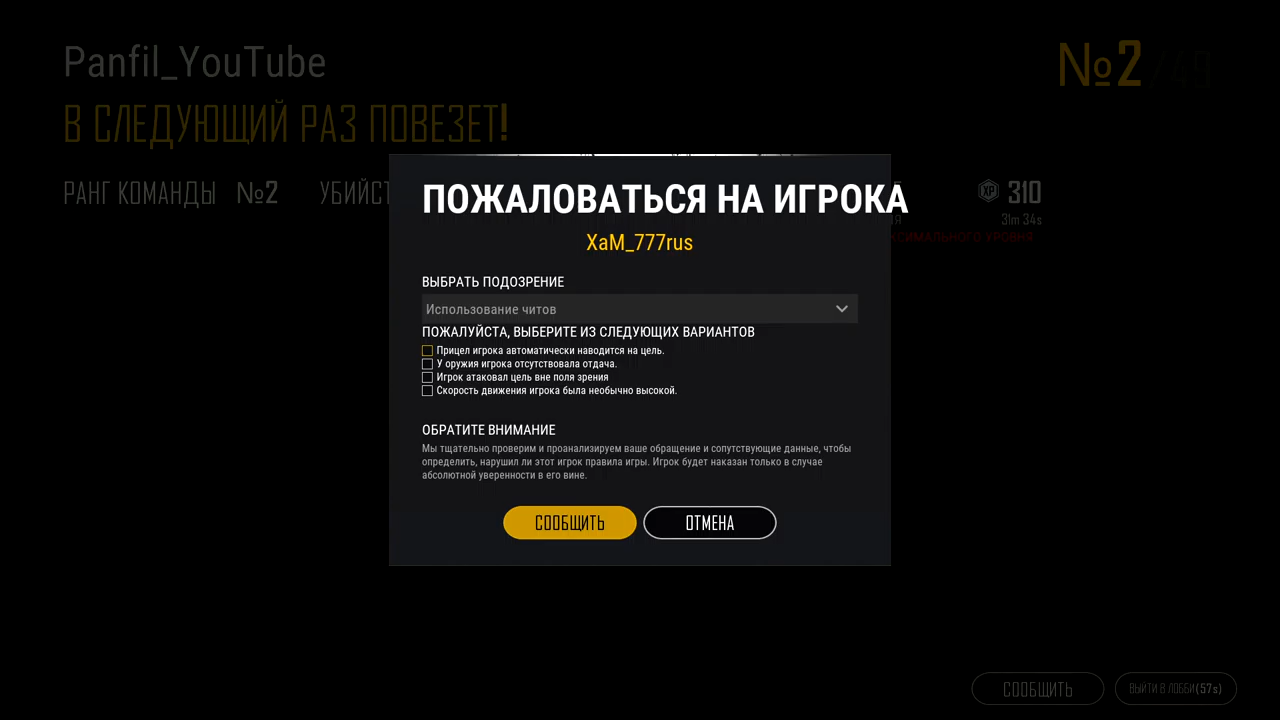 Panfil_YouTube
№2/49
В СЛЕДУЮЩИЙ РАЗ ПОВЕЗЕТ!
РАНГ КОМАНДЫ №2
310
31m 34s
ПОЖАЛОВАТЬСЯ НА ИГРОКА
XaM_777rus
ВЫБРАТЬ ПОДОЗРЕНИЕ
Использование читов
ПОЖАЛУЙСТА, ВЫБЕРИТЕ ИЗ СЛЕДУЮЩИХ ВАРИАНТОВ
Прицел игрока автоматически наводится на цель.
У оружия игрока отсутствовала отдача.
Игрок атаковал цель вне поля зрения
Скорость движения игрока была необычно высокой.
ОБРАТИТЕ ВНИМАНИЕ
Мы тщательно проверим и проанализируем ваше обращение и сопутствующие данные, чтобы
определить, нарушил ли этот игрок правила игры. Игрок будет наказан только в случае
абсолютной уверенности в его вине.
СООБЩИТЬ
ОТМЕНА
СООБЩИТЬ
ВЫЙТИ В ЛОББИ(57s)